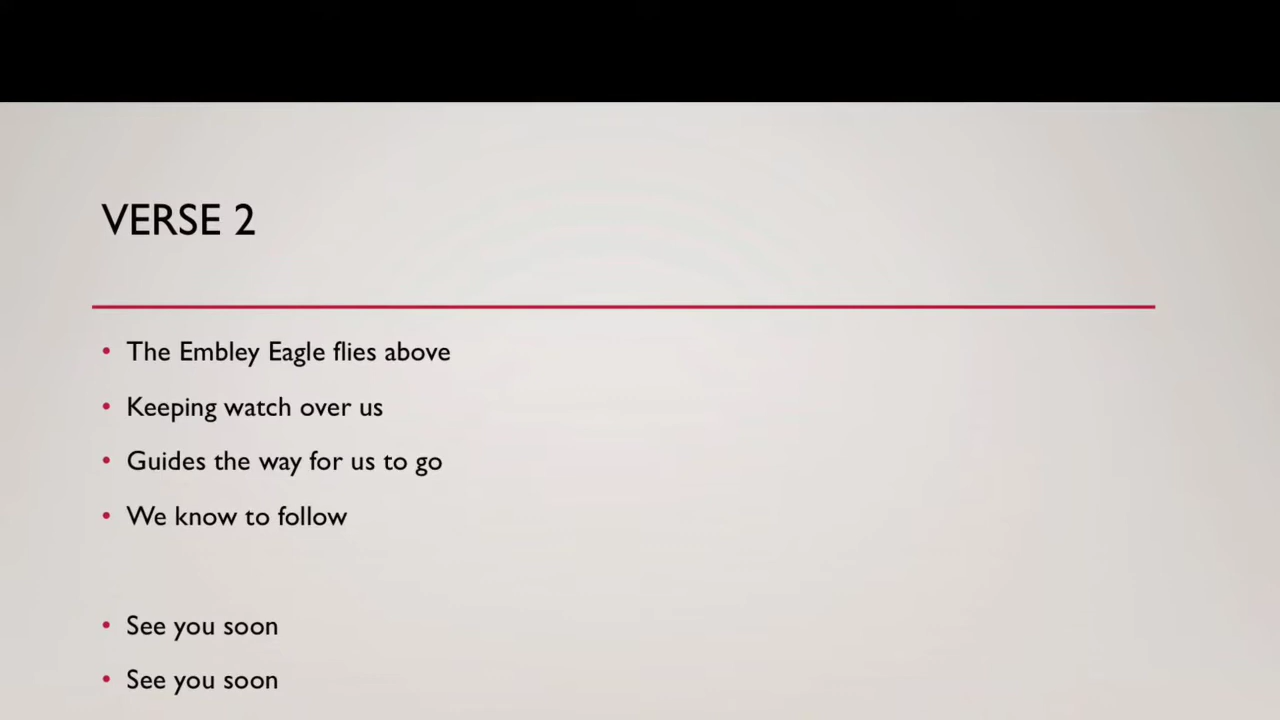 VERSE 2
• The Embley Eagle flies above
• Keeping watch over us
• Guides the way for us to go
• We know to follow
• See you soon
• See you soon